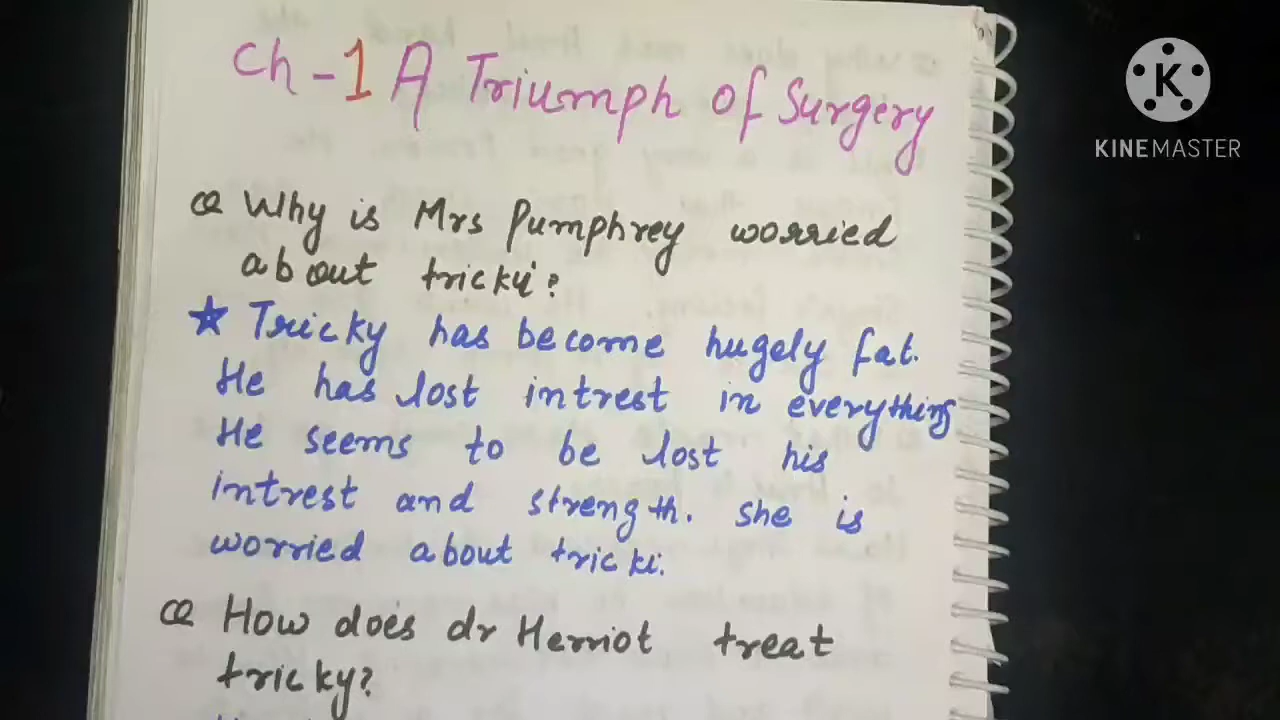 Ch-1 A Triumph of Surgery
Q Why is Mrs Pumphrey worried
about tricky?
☆ Tricky has become hugely fat.
He has lost intrest in everything
He seems to be lost his
intrest and strength. she is
worried about tricki.
Q How does dr Herriot treat
tricky?
K
KINEMASTER